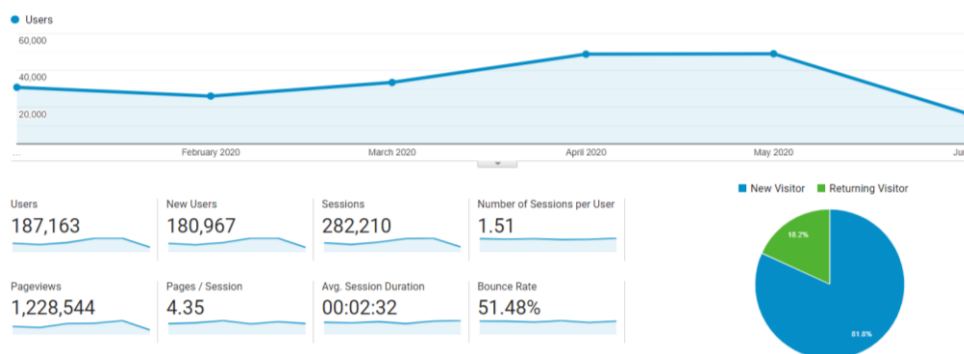 Users
60,000
40,000
20,000
...
February 2020
March 2020
April 2020
May 2020
Users
187,163
New Users
180,967
Sessions
282,210
Number of Sessions per User
1.51
Pageviews
1,228,544
Pages / Session
4.35
Avg. Session Duration
00:02:32
Bounce Rate
51.48%
New Visitor
Returning Visitor
18.2%
81.8%